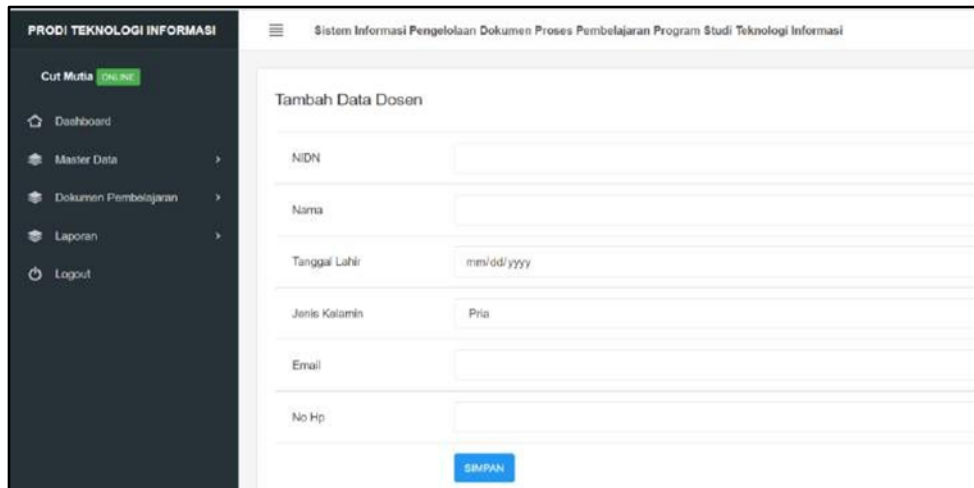 PRODI TEKNOLOGI INFORMASI
Sistem Informasi Pengelolaan Dokumen Proses Pembelajaran Program Studi Teknologi Informasi
Cut Mutia ONLINE
Dashboard
Master Data
Dokumen Pembelajaran
Laporan
Logout
Tambah Data Dosen
NIDN
Nama
Tanggal Lahir mm/dd/yyyy
Jenis Kelamin Pria
Email
No Hp
SIMPAN